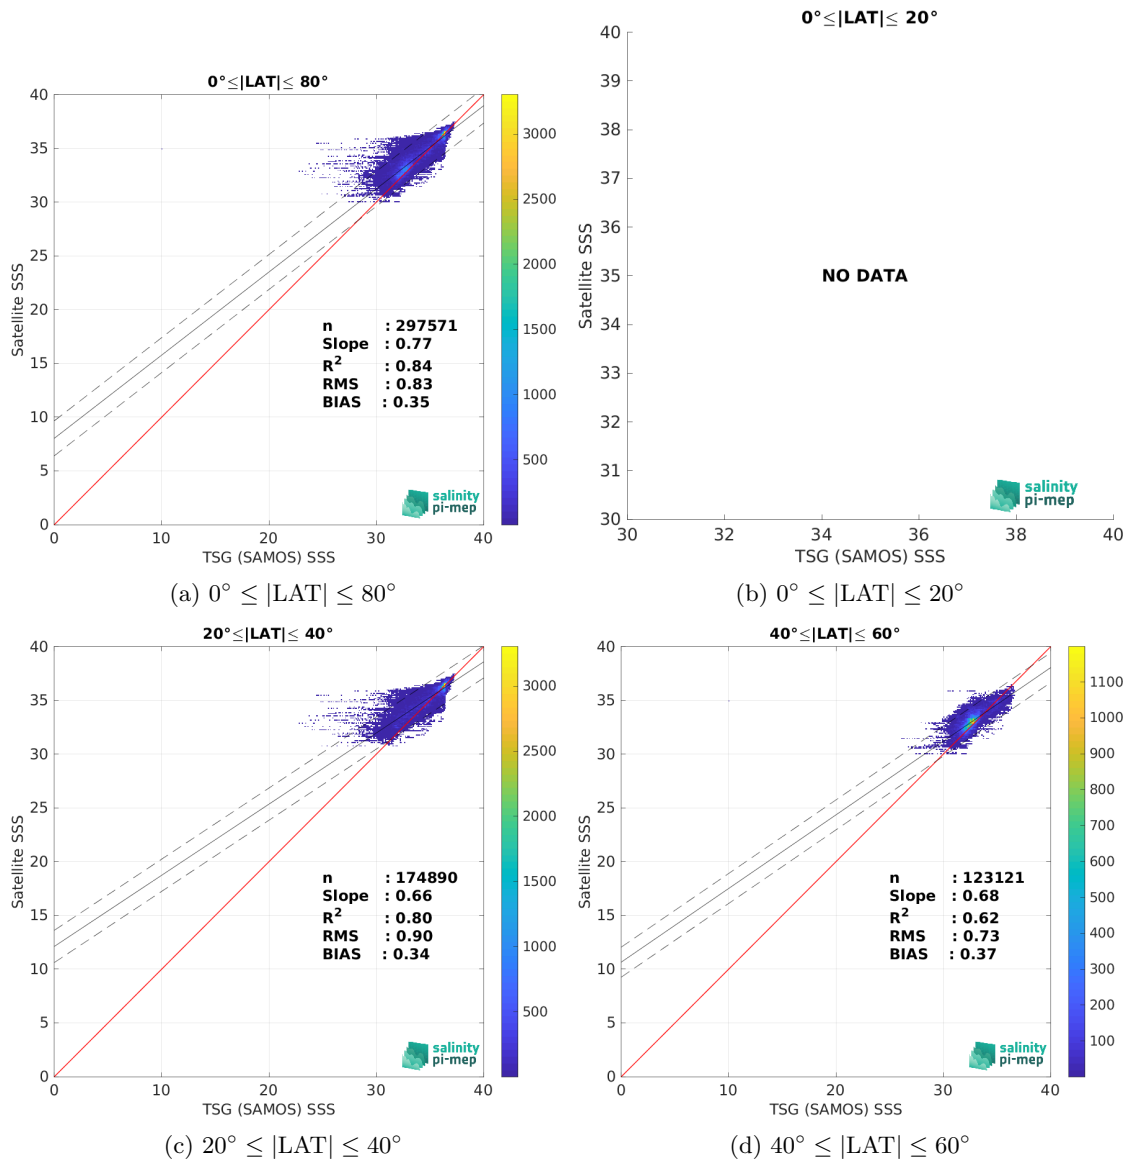 0°≤|LAT|≤ 80°
40
35
30
25
20
15
10
5
0
Satellite SSS
n : 297571
Slope : 0.77
R2 : 0.84
RMS : 0.83
BIAS : 0.35
salinity
pi-mep
0 10 20 30 40
TSG (SAMOS) SSS
3000
2500
2000
1500
1000
500
(a) 0° ≤ |LAT| ≤ 80°
0°≤|LAT|≤ 20°
40
39
38
37
36
35
34
33
32
31
30
Satellite SSS
NO DATA
salinity
pi-mep
30 32 34 36 38 40
TSG (SAMOS) SSS
(b) 0° ≤ |LAT| ≤ 20°
20°≤|LAT|≤ 40°
40
35
30
25
20
15
10
5
0
Satellite SSS
n : 174890
Slope : 0.66
R2 : 0.80
RMS : 0.90
BIAS : 0.34
salinity
pi-mep
0 10 20 30 40
TSG (SAMOS) SSS
3000
2500
2000
1500
1000
500
(c) 20° ≤ |LAT| ≤ 40°
40°≤|LAT|≤ 60°
40
35
30
25
20
15
10
5
0
Satellite SSS
n : 123121
Slope : 0.68
R2 : 0.62
RMS : 0.73
BIAS : 0.37
salinity
pi-mep
0 10 20 30 40
TSG (SAMOS) SSS
1100
1000
900
800
700
600
500
400
300
200
100
(d) 40° ≤ |LAT| ≤ 60°